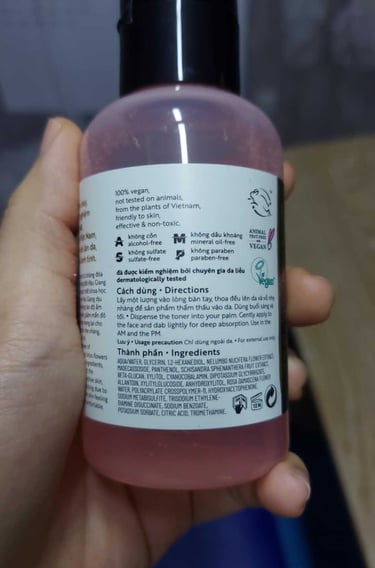 100% vegan,
not tested on animals,
from the plants of Vietnam,
friendly to skin,
effective & non-toxic.
A không cồn
alcohol-free
M không dầu khoáng
mineral oil-free
S không sulfate
sulfate-free
P không paraben
paraben-free
ANIMAL
TEST-FREE
VEGAN
Vegan
đã được kiểm nghiệm bởi chuyên gia da liễu
dermatologically tested
Cách dùng • Directions
Lấy một lượng vào lòng bàn tay, thoa đều lên da và vỗ nhẹ
nhàng để sản phẩm thẩm thấu vào da. Dùng buổi sáng và
tối. • Dispense the toner into your palm. Gently apply to
the face and dab lightly for deep absorption. Use in the
AM and the PM.
Lưu ý • Usage precaution Chỉ dùng ngoài da. • For external use only.
Thành phần • Ingredients
AQUA/WATER, GLYCERIN, 1,2-HEXANEDIOL, NELUMBO NUCIFERA FLOWER EXTRACT,
MADECASSOSIDE, PANTHENOL, SCHISANDRA SPHENANTHERA FRUIT EXTRACT,
BETA-GLUCAN, XYLITOL, CYANOCOBALAMIN, DIPOTASSIUM GLYCYRRHIZATE,
ALLANTOIN, XYLITYLGLUCOSIDE, ANHYDROXYLITOL, ROSA DAMASCENA FLOWER
WATER, POLYACRYLATE CROSSPOLYMER-11, HYDROXYACETOPHENONE,
SODIUM METABISULFITE, TRISODIUM ETHYLENE-
DIAMINE DISUCCINATE, SODIUM BENZOATE,
POTASSIUM SORBATE, CITRIC ACID, TROMETHAMINE.
12 M